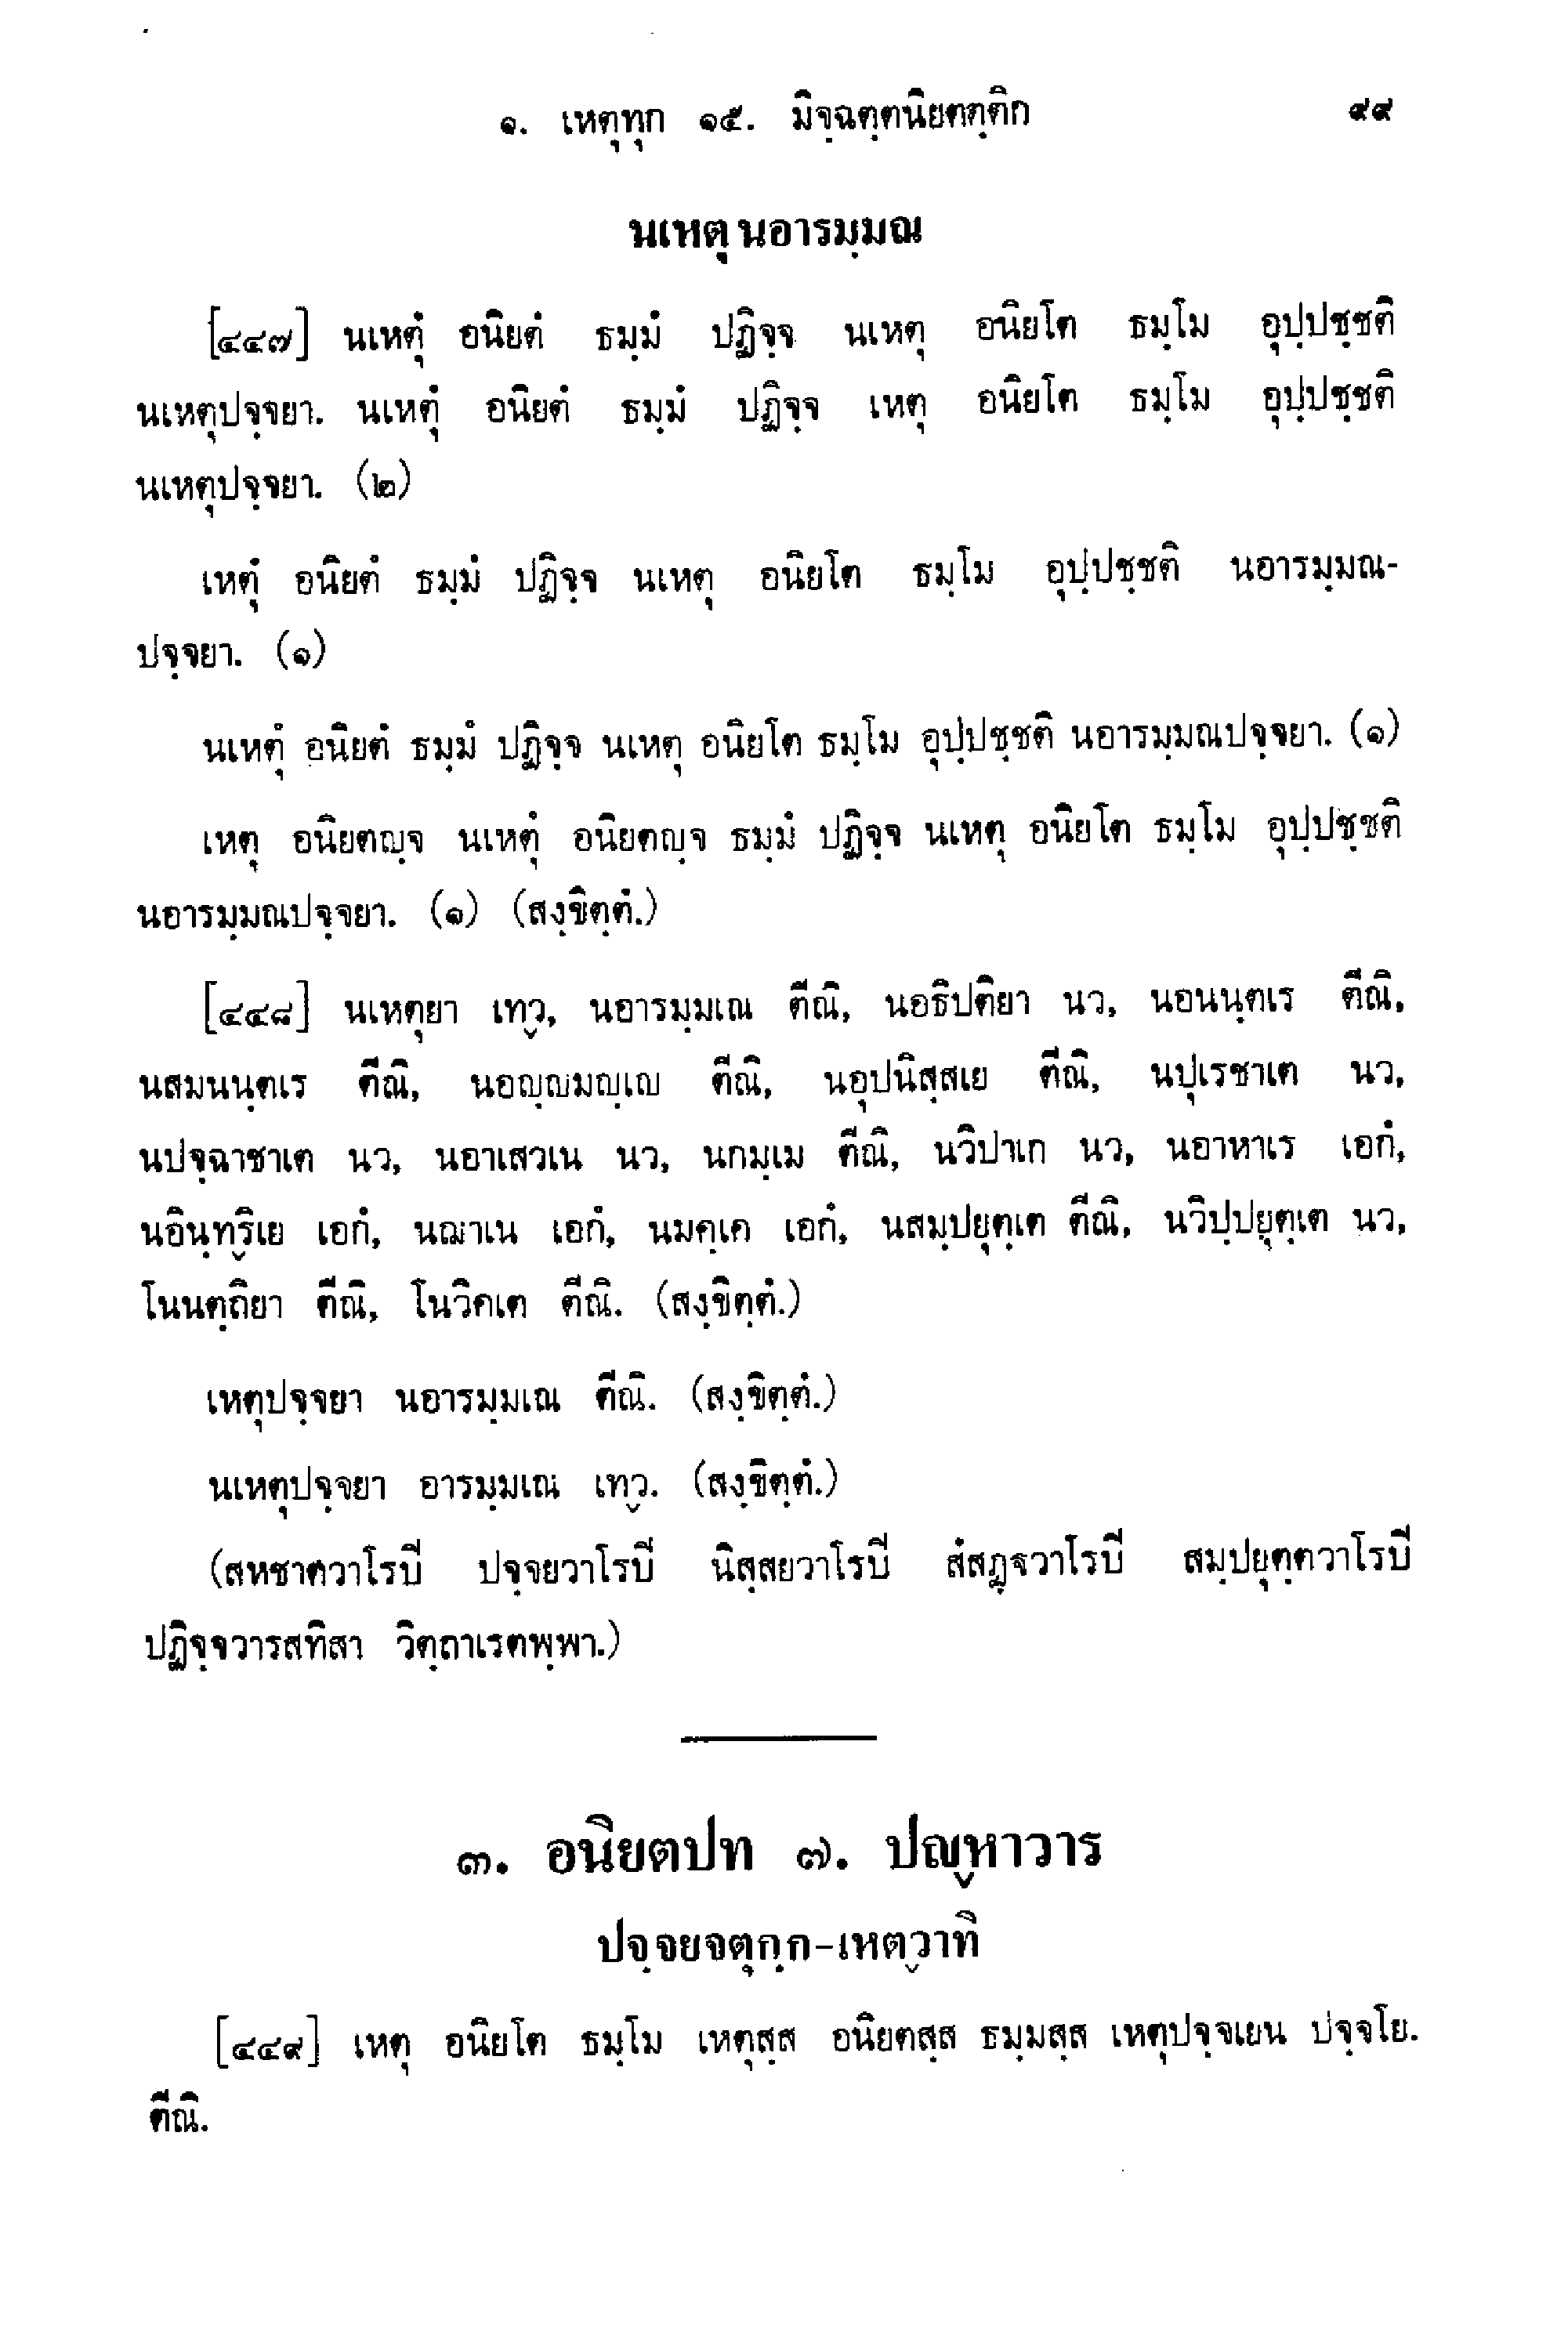 ๑. เหตุทุก ๑๕. มิจฺฉตฺตนิยตตฺติก ๙๙
นเหตุนอารมฺมณ
[๔๔๗] นเหตุํ อนิยตํ ธมฺมํ ปฏิจฺจ นเหตุ อนิยโต ธมฺโม อุปฺปชฺชติ
นเหตุปจฺจยา. นเหตุํ อนิยตํ ธมฺมํ ปฏิจฺจ เหตุ อนิยโต ธมฺโม อุปฺปชฺชติ
นเหตุปจฺจยา. (๒)
เหตุํ อนิยตํ ธมฺมํ ปฏิจฺจ นเหตุ อนิยโต ธมฺโม อุปฺปชฺชติ นอารมฺมณ-
ปจฺจยา. (๑)
นเหตุํ อนิยตํ ธมฺมํ ปฏิจฺจ นเหตุ อนิยโต ธมฺโม อุปฺปชฺชติ นอารมฺมณปจฺจยา. (๑)
เหตุ อนิยตญฺจ นเหตุํ อนิยตญฺจ ธมฺมํ ปฏิจฺจ นเหตุ อนิยโต ธมฺโม อุปฺปชฺชติ
นอารมฺมณปจฺจยา. (๑) (สงฺขิตฺตํ.)
[๔๔๘] นเหตุยา เทฺว, นอารมฺมเณ ตีณิ, นอธิปติยา นว, นอนนฺตเร ตีณิ,
นสมนนฺตเร ตีณิ, นอญฺญมญฺเญ ตีณิ, นอุปนิสฺสเย ตีณิ, นปุเรชาเต นว,
นปจฺฉาชาเต นว, นอาเสวเน นว, นกมฺเม ตีณิ, นวิปาเก นว, นอาหาเร เอกํ,
นอินฺทฺริเย เอกํ, นฌาเน เอกํ, นมคฺเค เอกํ, นสมฺปยุตฺเต ตีณิ, นวิปฺปยุตฺเต นว,
โนนตฺถิยา ตีณิ, โนวิคเต ตีณิ. (สงฺขิตฺตํ.)
เหตุปจฺจยา นอารมฺมเณ ตีณิ. (สงฺขิตฺตํ.)
นเหตุปจฺจยา อารมฺมเณ เทฺว. (สงฺขิตฺตํ.)
(สหชาตวาโรปิ ปจฺจยวาโรปิ นิสฺสยวาโรปิ สํสฏฺฐวาโรปิ สมฺปยุตฺตวาโรปิ
ปฏิจฺจวารสทิสา วิตฺถาเรตพฺพา.)
๓. อนิยตปท ๗. ปญฺหาวาร
ปจฺจยจตุกฺก-เหตฺวาทิ
[๔๔๙] เหตุ อนิยโต ธมฺโม เหตุสฺส อนิยตสฺส ธมฺมสฺส เหตุปจฺจเยน ปจฺจโย.
ตีณิ.